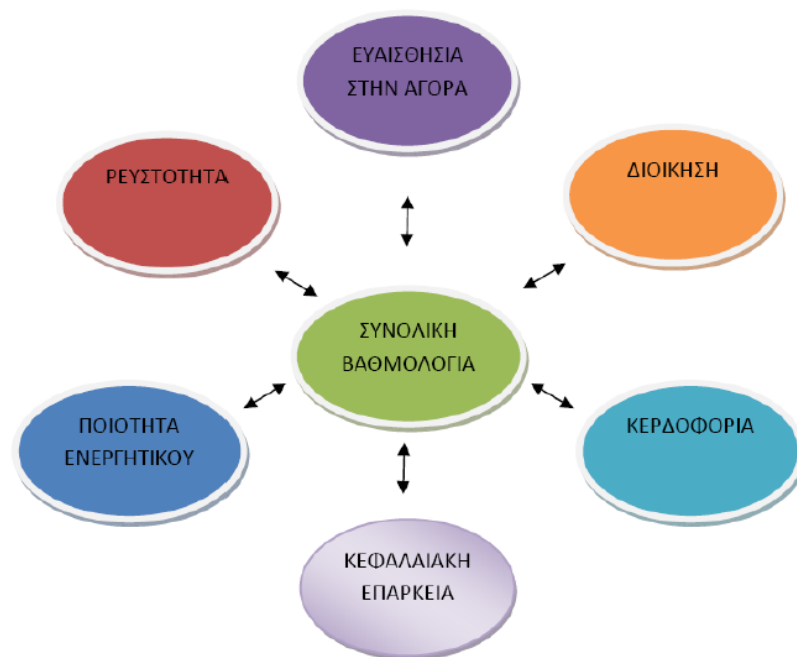 ΕΥΑΙΣΘΗΣΙΑ
ΣΤΗΝ ΑΓΟΡΑ
ΡΕΥΣΤΟΤΗΤΑ
ΔΙΟΙΚΗΣΗ
ΣΥΝΟΛΙΚΗ
ΒΑΘΜΟΛΟΓΙΑ
ΠΟΙΟΤΗΤΑ
ΕΝΕΡΓΗΤΙΚΟΥ
ΚΕΡΔΟΦΟΡΙΑ
ΚΕΦΑΛΑΙΑΚΗ
ΕΠΑΡΚΕΙΑ